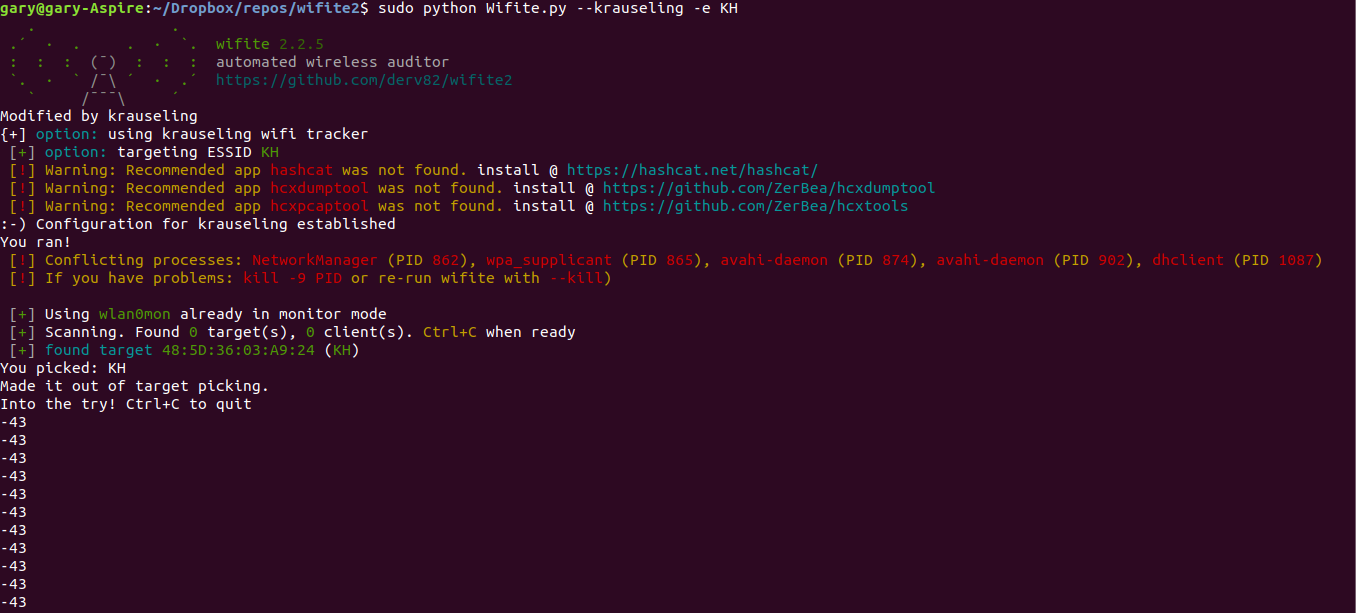 gary@gary-Aspire:~/Dropbox/repos/wifite2$ sudo python Wifite.py --krauseling -e KH
wifite 2.2.5
automated wireless auditor
https://github.com/derv82/wifite2
Modified by krauseling
{+] option: using krauseling wifi tracker
[+] option: targeting ESSID KH
[!] Warning: Recommended app hashcat was not found. install @ https://hashcat.net/hashcat/
[!] Warning: Recommended app hcxdumptool was not found. install @ https://github.com/ZerBea/hcxdumptool
[!] Warning: Recommended app hcxpcaptool was not found. install @ https://github.com/ZerBea/hcxtools
:-) Configuration for krauseling established
You ran!
[!] Conflicting processes: NetworkManager (PID 862), wpa_supplicant (PID 865), avahi-daemon (PID 874), avahi-daemon (PID 902), dhclient (PID 1087)
[!] If you have problems: kill -9 PID or re-run wifite with --kill)
[+] Using wlan0mon already in monitor mode
[+] Scanning. Found 0 target(s), 0 client(s). Ctrl+C when ready
[+] found target 48:5D:36:03:A9:24 (KH)
You picked: KH
Made it out of target picking.
Into the try! Ctrl+C to quit
-43
-43
-43
-43
-43
-43
-43
-43
-43
-43
-43